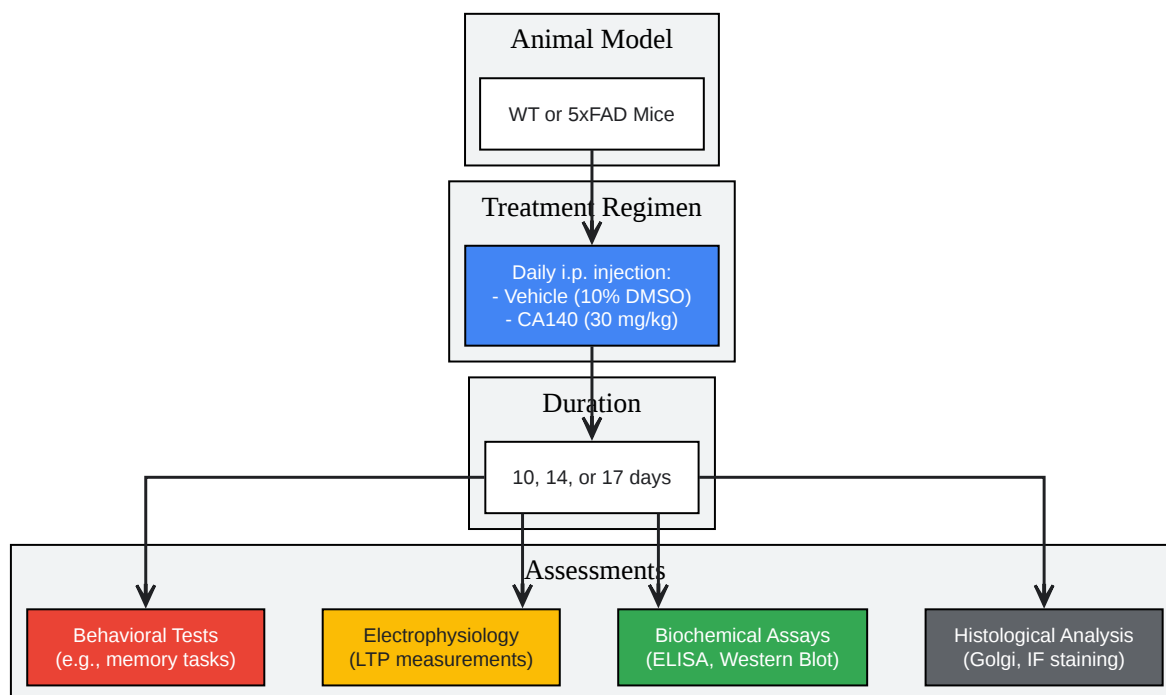 Animal Model
WT or 5xFAD Mice
Treatment Regimen
Daily i.p. injection:
- Vehicle (10% DMSO)
- CA140 (30 mg/kg)
Duration
10, 14, or 17 days
Assessments
Behavioral Tests
(e.g., memory tasks)
Electrophysiology
(LTP measurements)
Biochemical Assays
(ELISA, Western Blot)
Histological Analysis
(Golgi, IF staining)